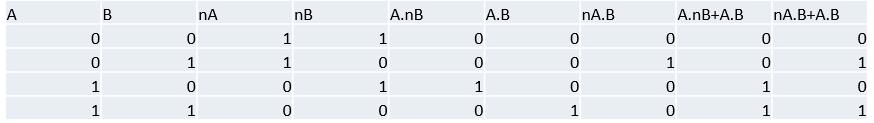 A B nA nB A.nB A.B nA.B A.nB+A.B nA.B+A.B
0 0 1 1 0 0 0 0 0
0 1 1 0 0 0 1 0 1
1 0 0 1 1 0 0 1 0
1 1 0 0 0 1 0 1 1